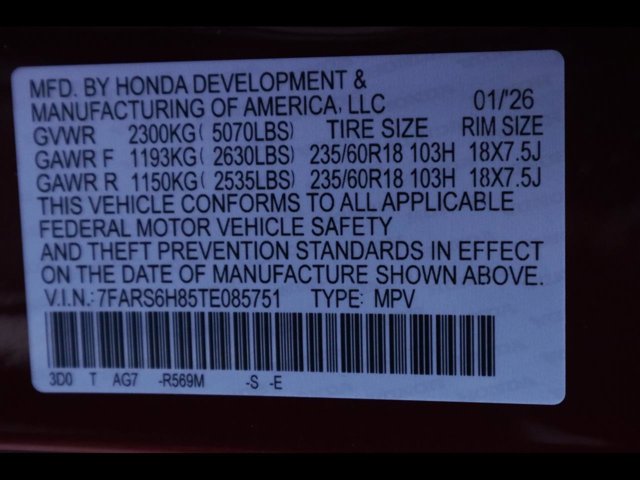 MFD. BY HONDA DEVELOPMENT &
MANUFACTURING OF AMERICA, LLC 01/'26
GVWR 2300KG( 5070LBS) TIRE SIZE RIM SIZE
GAWR F 1193KG( 2630LBS) 235/60R18 103H 18X7.5J
GAWR R 1150KG( 2535LBS) 235/60R18 103H 18X7.5J
THIS VEHICLE CONFORMS TO ALL APPLICABLE
FEDERAL MOTOR VEHICLE SAFETY
AND THEFT PREVENTION STANDARDS IN EFFECT
ON THE DATE OF MANUFACTURE SHOWN ABOVE.
V.I.N.:7FARS6H85TE085751 TYPE: MPV
3D0 T AG7 -R569M -S -E